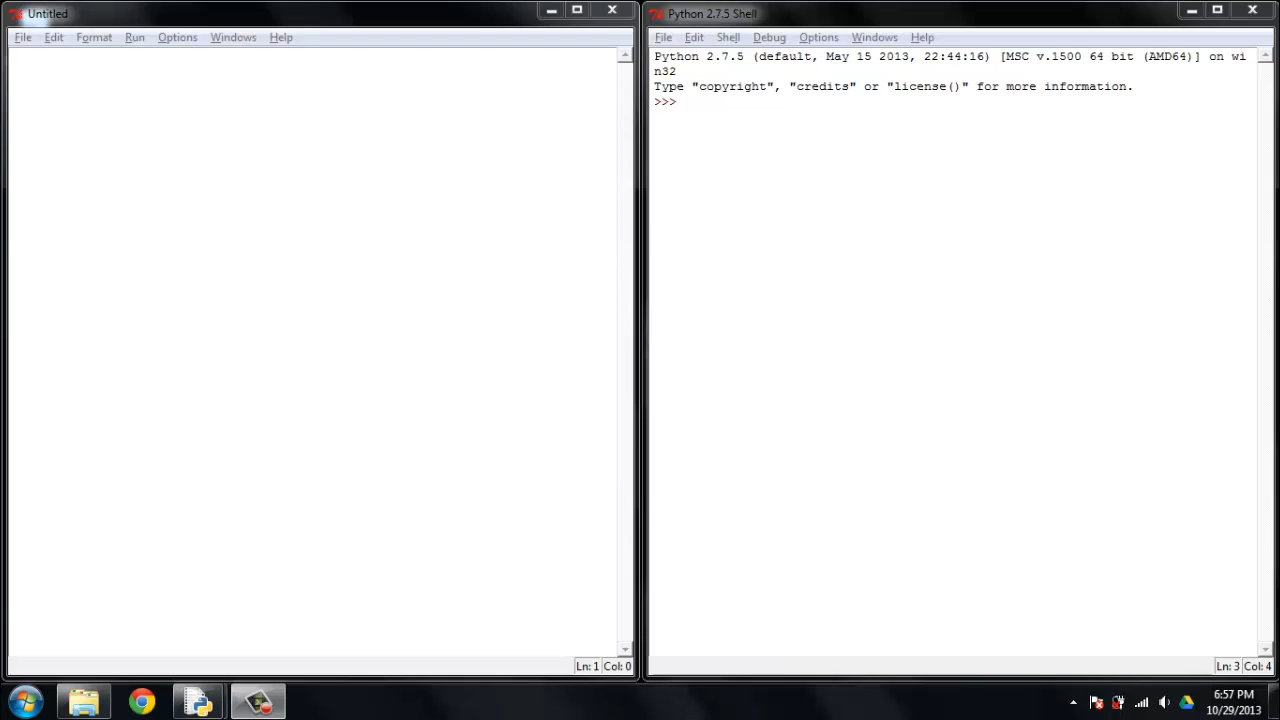 Untitled
File Edit Format Run Options Windows Help
Ln: 1 Col: 0
Python 2.7.5 Shell
File Edit Shell Debug Options Windows Help
Python 2.7.5 (default, May 15 2013, 22:44:16) [MSC v.1500 64 bit (AMD64)] on wi
n32
Type "copyright", "credits" or "license()" for more information.
>>>
Ln: 3 Col: 4
6:57 PM
10/29/2013